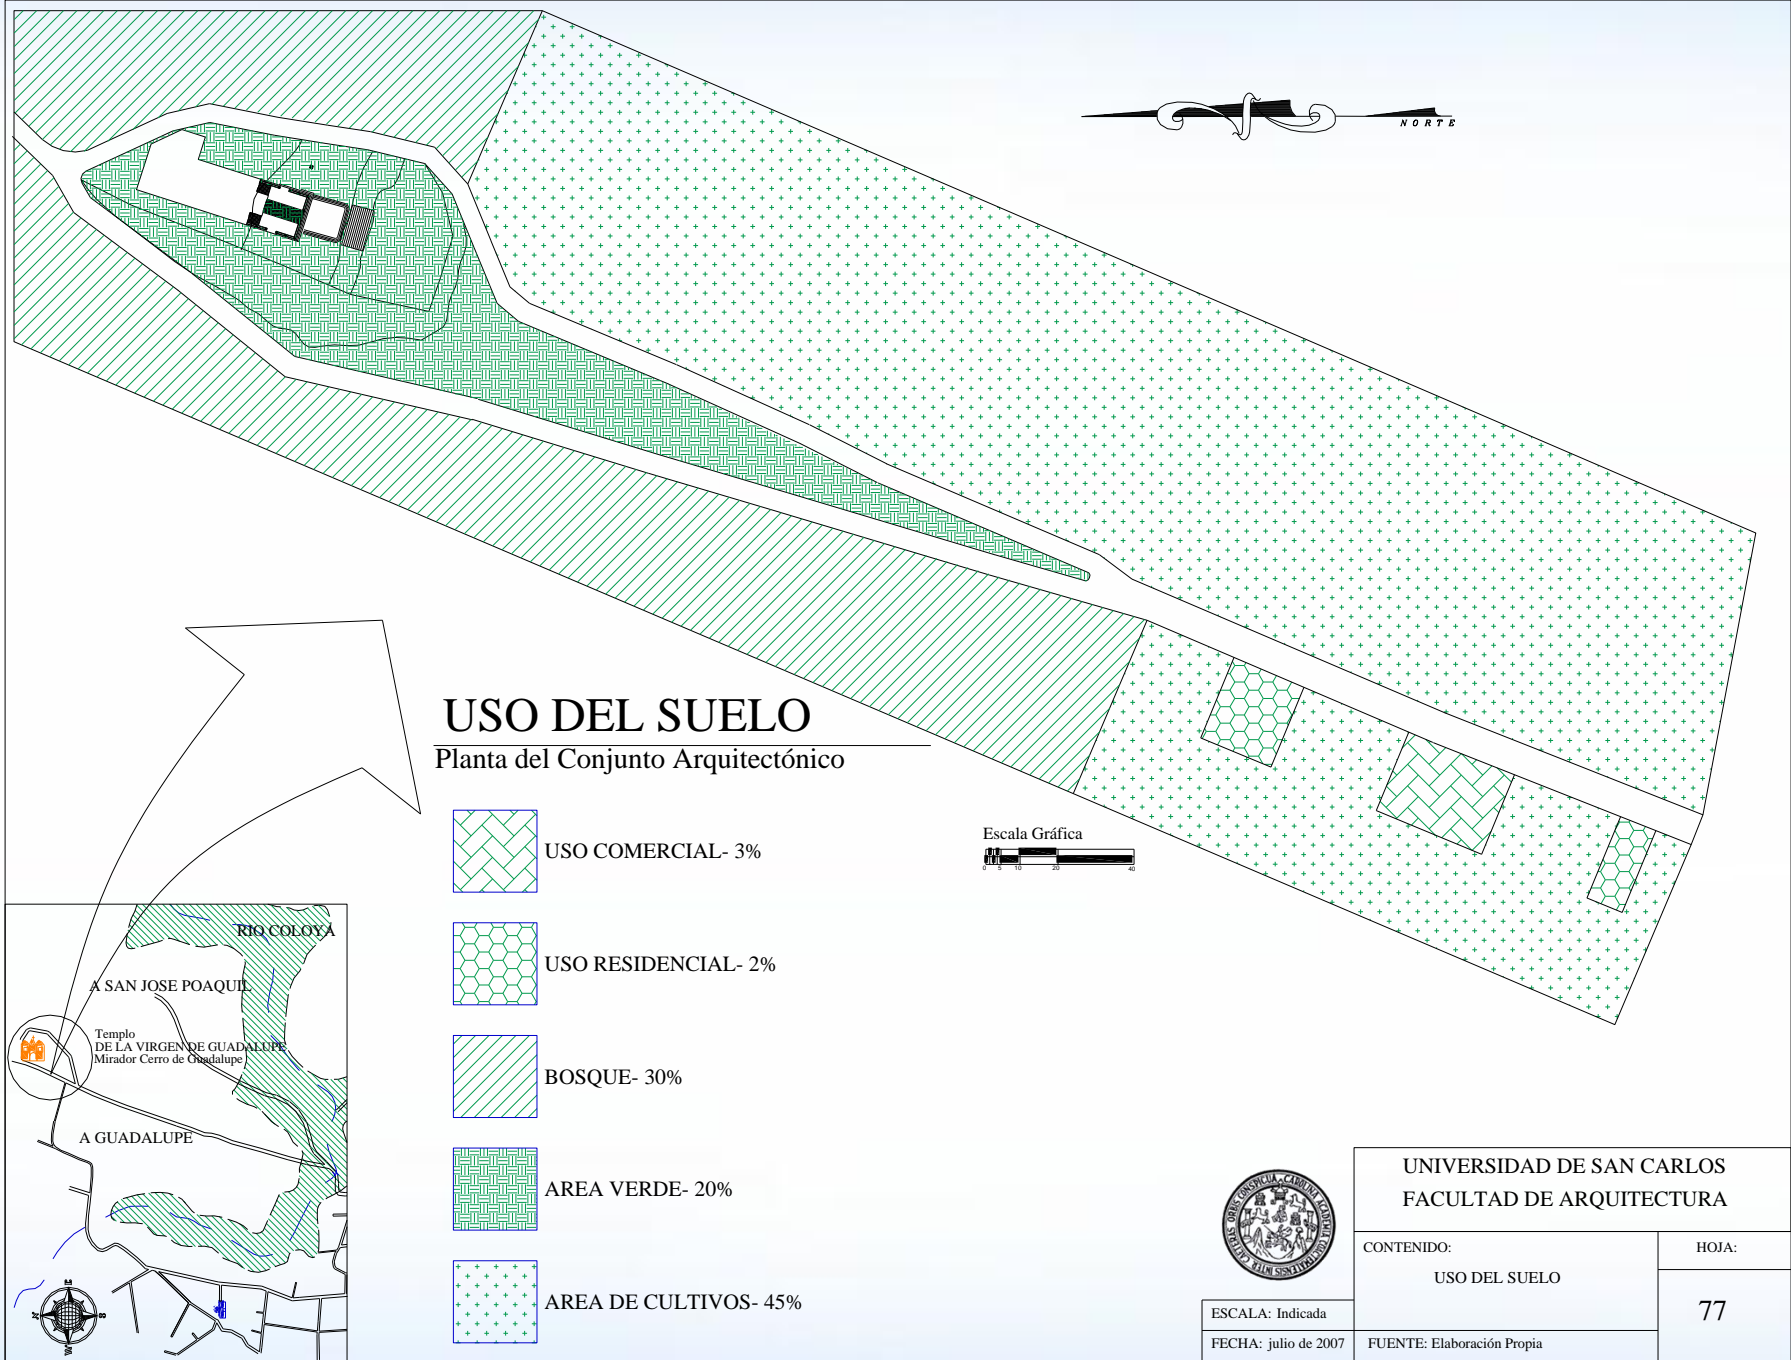 NORTE
USO DEL SUELO
Planta del Conjunto Arquitectónico
USO COMERCIAL- 3%
USO RESIDENCIAL- 2%
BOSQUE- 30%
AREA VERDE- 20%
AREA DE CULTIVOS- 45%
Escala Gráfica
0 5 10 20 40
RIO COLOYA
A SAN JOSE POAQUIL
Templo
DE LA VIRGEN DE GUADALUPE
Mirador Cerro de Guadalupe
A GUADALUPE
UNIVERSIDAD DE SAN CARLOS
FACULTAD DE ARQUITECTURA
CONTENIDO:
USO DEL SUELO
HOJA:
77
ESCALA: Indicada
FECHA: julio de 2007
FUENTE: Elaboración Propia